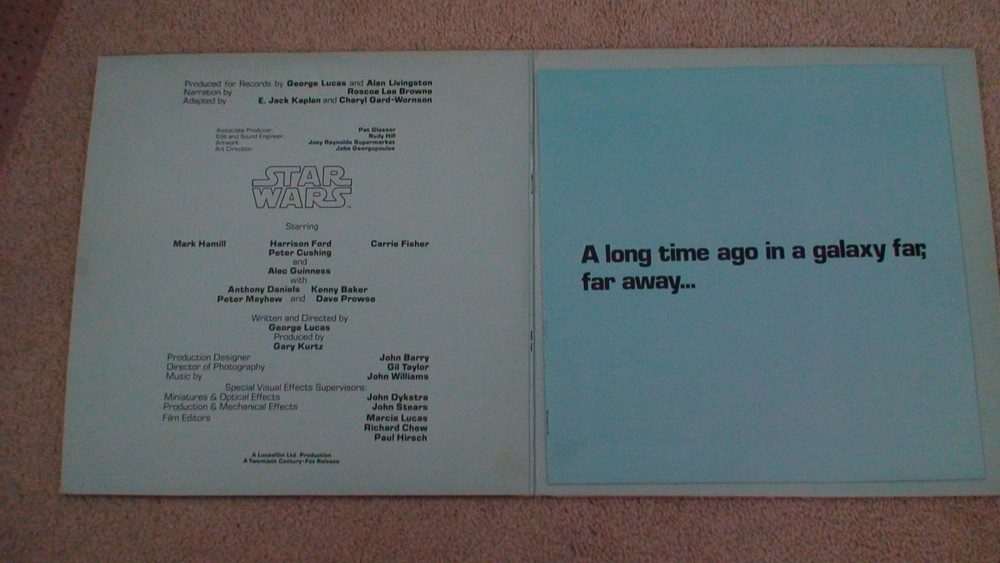 Produced for Records by George Lucas and Alan Livingston
Narration by Roscoe Lee Browne
Adapted by E. Jack Kaplan and Cheryl Gard-Wornson
Associate Producer: Pat Glasser
Edit and Sound Engineer: Rudy Hill
Artwork: Joey Reynolds Supermarket
Art Direction: John Georgopoulos
STAR
WARS™
Starring
Mark Hamill Harrison Ford Carrie Fisher
Peter Cushing
and
Alec Guinness
with
Anthony Daniels Kenny Baker
Peter Mayhew and Dave Prowse
Written and Directed by
George Lucas
Produced by
Gary Kurtz
Production Designer John Barry
Director of Photography Gil Taylor
Music by John Williams
Special Visual Effects Supervisors:
Miniatures & Optical Effects John Dykstra
Production & Mechanical Effects John Stears
Film Editors Marcia Lucas
Richard Chew
Paul Hirsch
A Lucasfilm Ltd. Production
A Twentieth Century-Fox Release
A long time ago in a galaxy far,
far away...